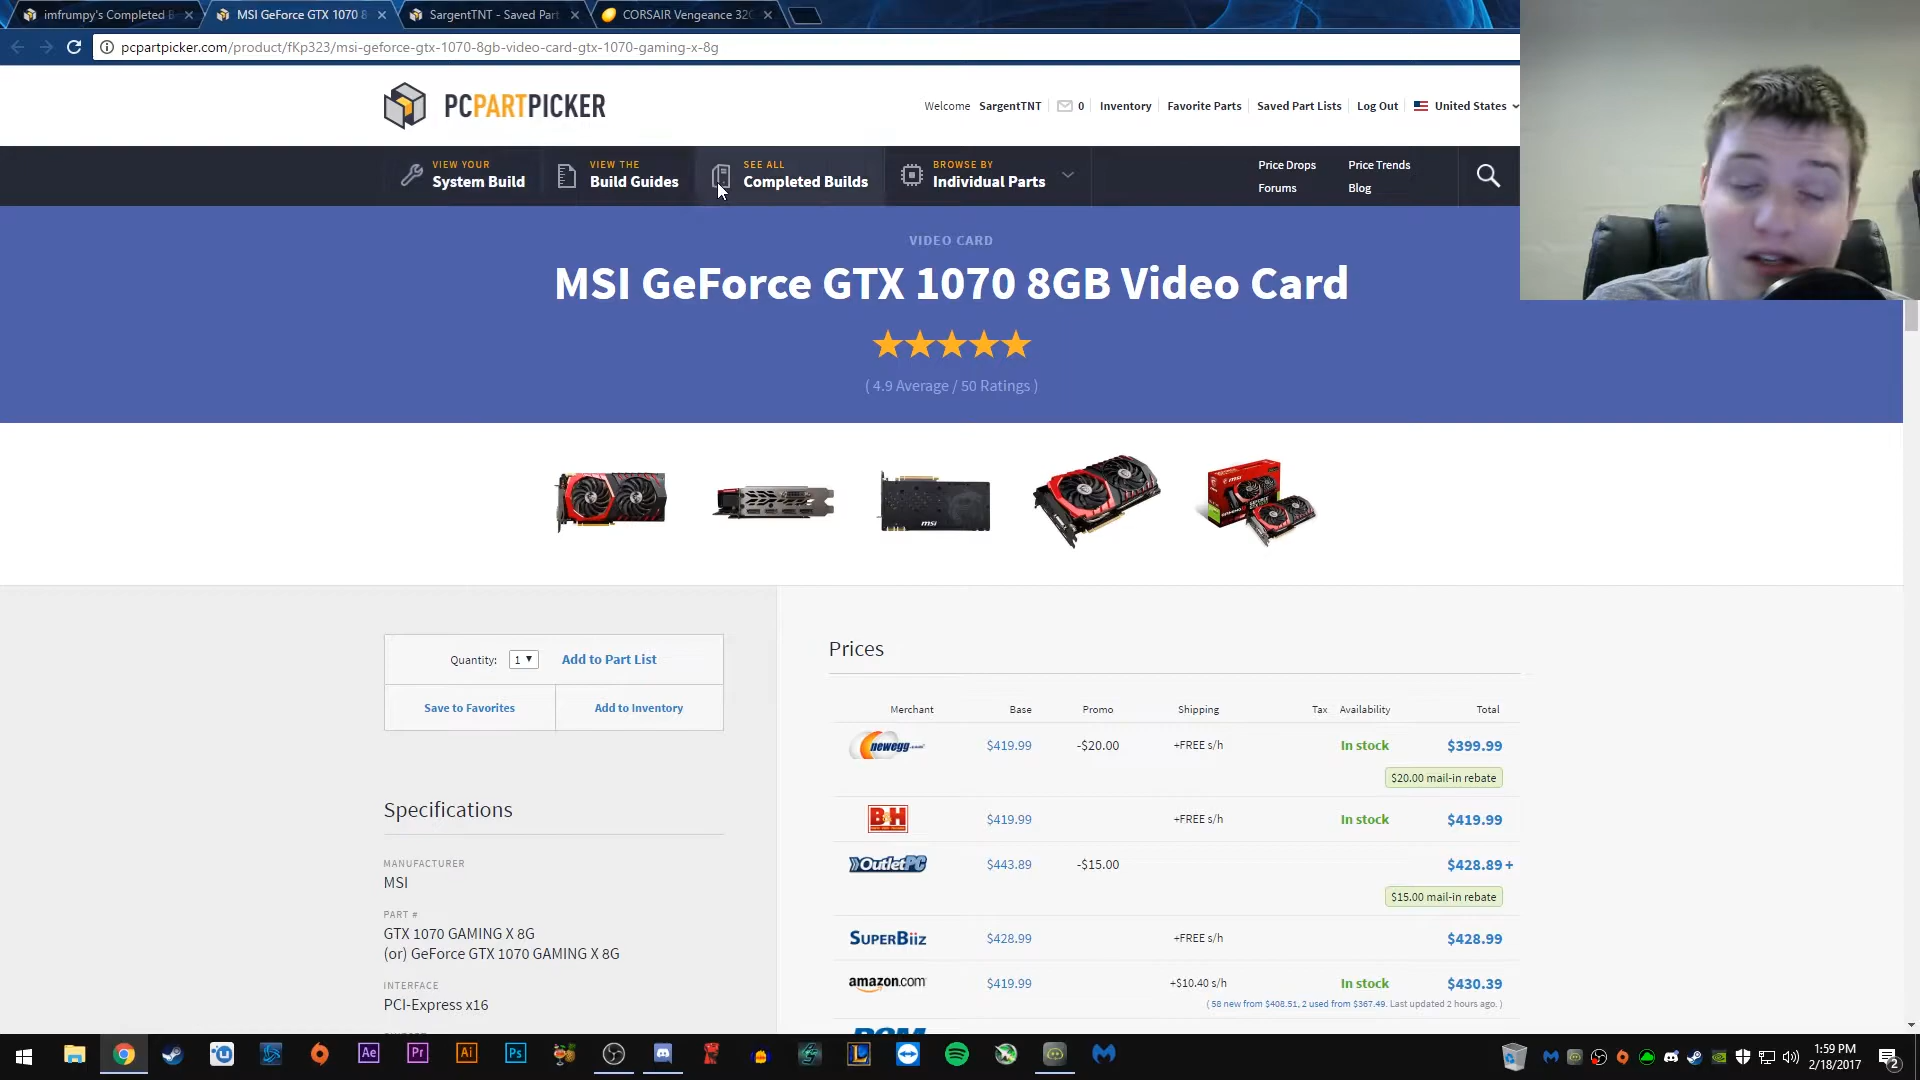 imfrumpy's Completed B
MSI GeForce GTX 1070 8
SargentTNT - Saved Part
CORSAIR Vengeance 32G
pcpartpicker.com/product/fKp323/msi-geforce-gtx-1070-8gb-video-card-gtx-1070-gaming-x-8g
PCPARTPICKER
Welcome SargentTNT 0 Inventory Favorite Parts Saved Part Lists Log Out United States
VIEW YOUR
System Build
VIEW THE
Build Guides
SEE ALL
Completed Builds
BROWSE BY
Individual Parts
Price Drops Price Trends
Forums Blog
VIDEO CARD
MSI GeForce GTX 1070 8GB Video Card
( 4.9 Average / 50 Ratings )
msi
Quantity: 1 Add to Part List
Save to Favorites Add to Inventory
Specifications
MANUFACTURER
MSI
PART #
GTX 1070 GAMING X 8G
(or) GeForce GTX 1070 GAMING X 8G
INTERFACE
PCI-Express x16
Prices
Merchant Base Promo Shipping Tax Availability Total
newegg.com $419.99 -$20.00 +FREE s/h In stock $399.99
$20.00 mail-in rebate
B&H $419.99 +FREE s/h In stock $419.99
OutletPC $443.89 -$15.00 $428.89 +
$15.00 mail-in rebate
SUPERBiiz $428.99 +FREE s/h $428.99
amazon.com $419.99 +$10.40 s/h In stock $430.39
( 58 new from $408.51, 2 used from $367.49. Last updated 2 hours ago. )
Ae Pr Ai Ps
1:59 PM
2/18/2017
2